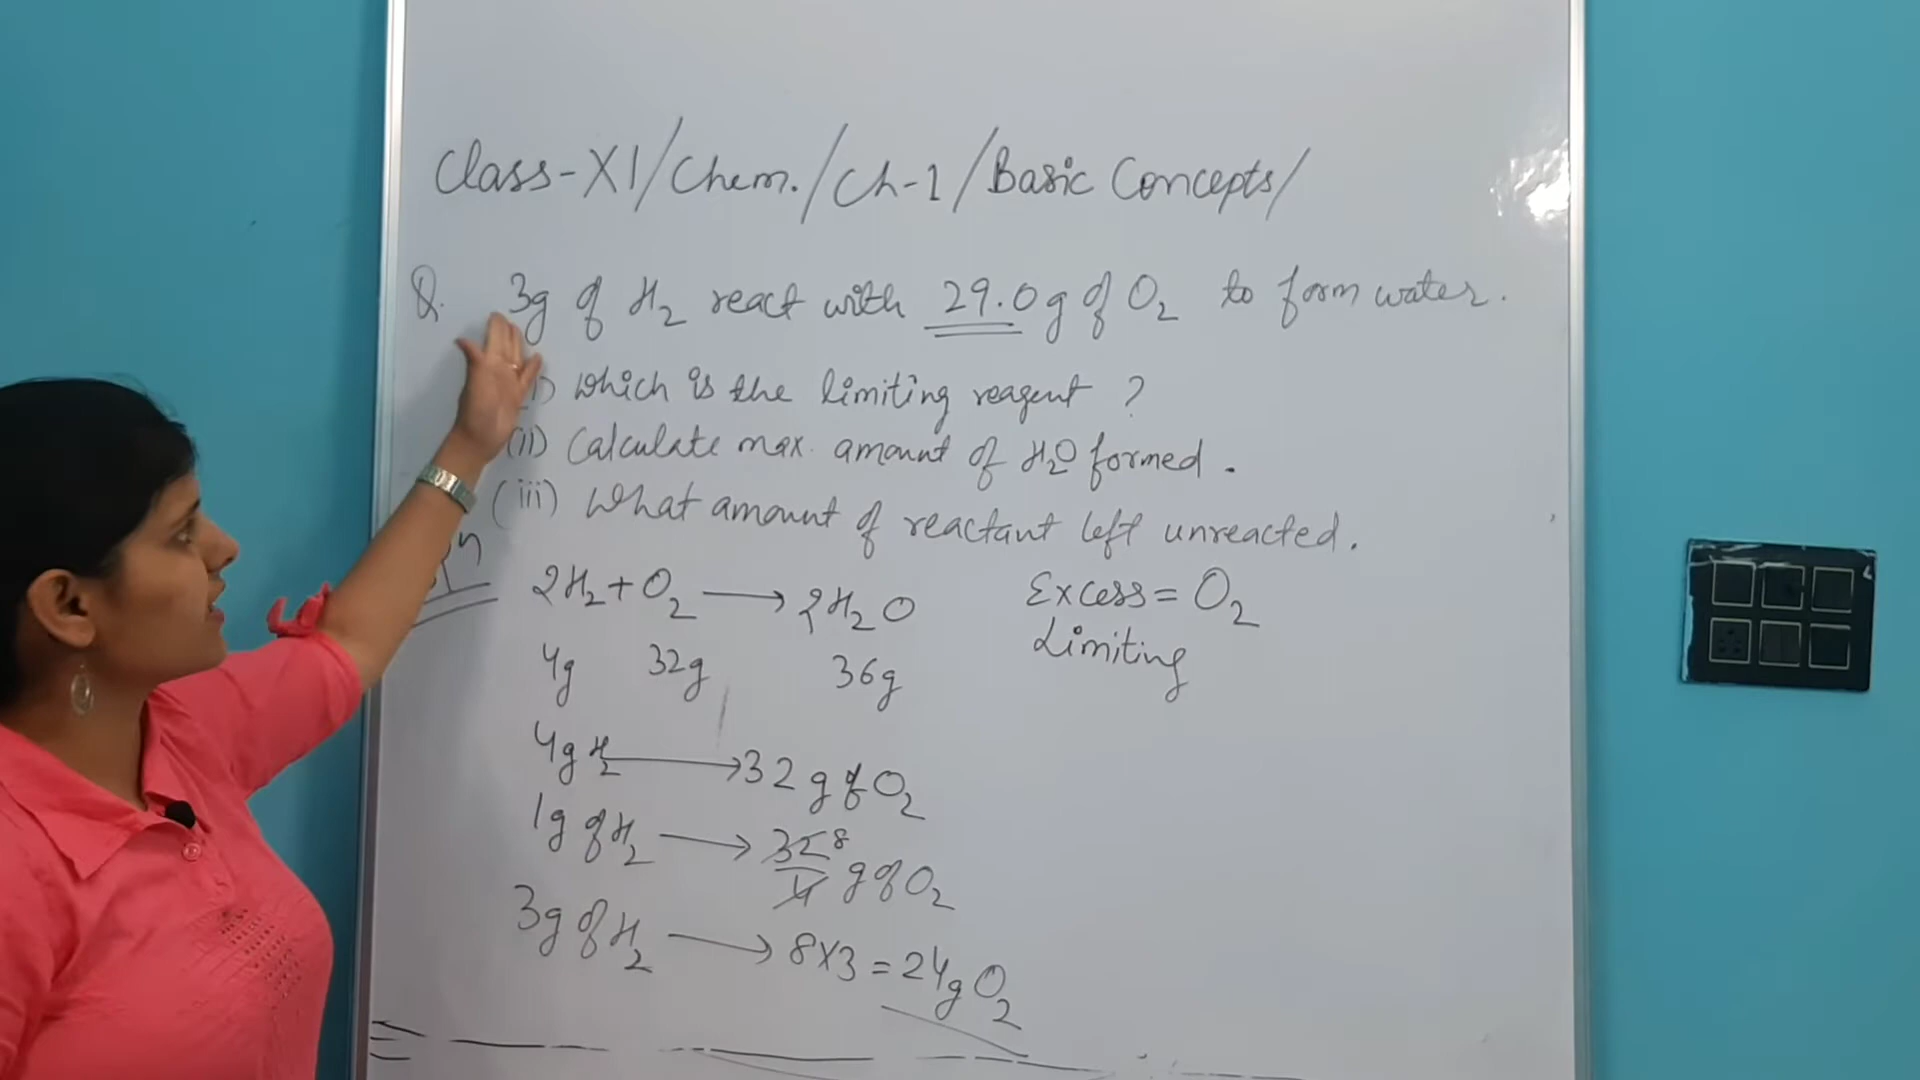 Class-XI/Chem./Ch-1/Basic Concepts/
Q. 3g of H₂ react with 29.0g of O₂ to form water.
i) Which is the limiting reagent ?
(ii) Calculate max. amount of H₂O formed.
(iii) What amount of reactant left unreacted.
2H₂+O₂ → 2H₂O
4g 32g 36g
Excess = O₂
Limiting
4g H₂ → 32 g of O₂
1g of H₂ → 32/4 8 g of O₂
3g of H₂ → 8×3 = 24g O₂